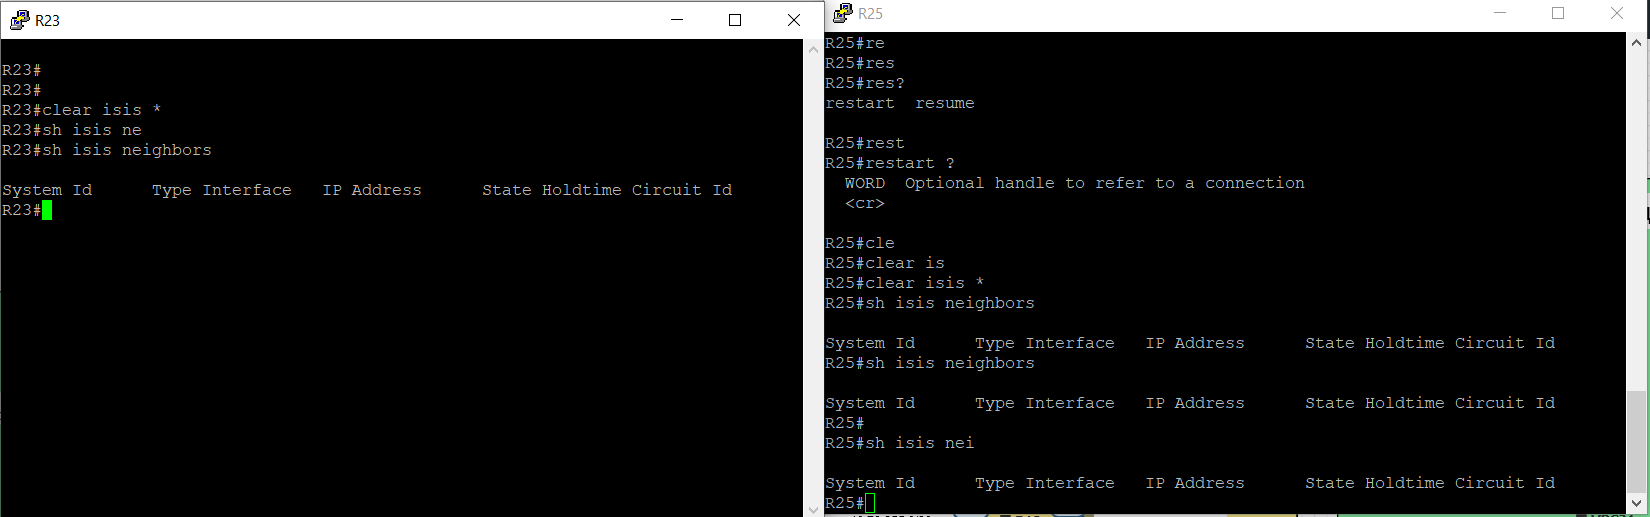 R23
R23#
R23#
R23#clear isis *
R23#sh isis ne
R23#sh isis neighbors
System Id      Type Interface   IP Address      State Holdtime Circuit Id
R23#
R25
R25#re
R25#res
R25#res?
restart  resume
R25#rest
R25#restart ?
  WORD  Optional handle to refer to a connection
  <cr>
R25#cle
R25#clear is
R25#clear isis *
R25#sh isis neighbors
System Id      Type Interface   IP Address      State Holdtime Circuit Id
R25#sh isis neighbors
System Id      Type Interface   IP Address      State Holdtime Circuit Id
R25#
R25#sh isis nei
System Id      Type Interface   IP Address      State Holdtime Circuit Id
R25#